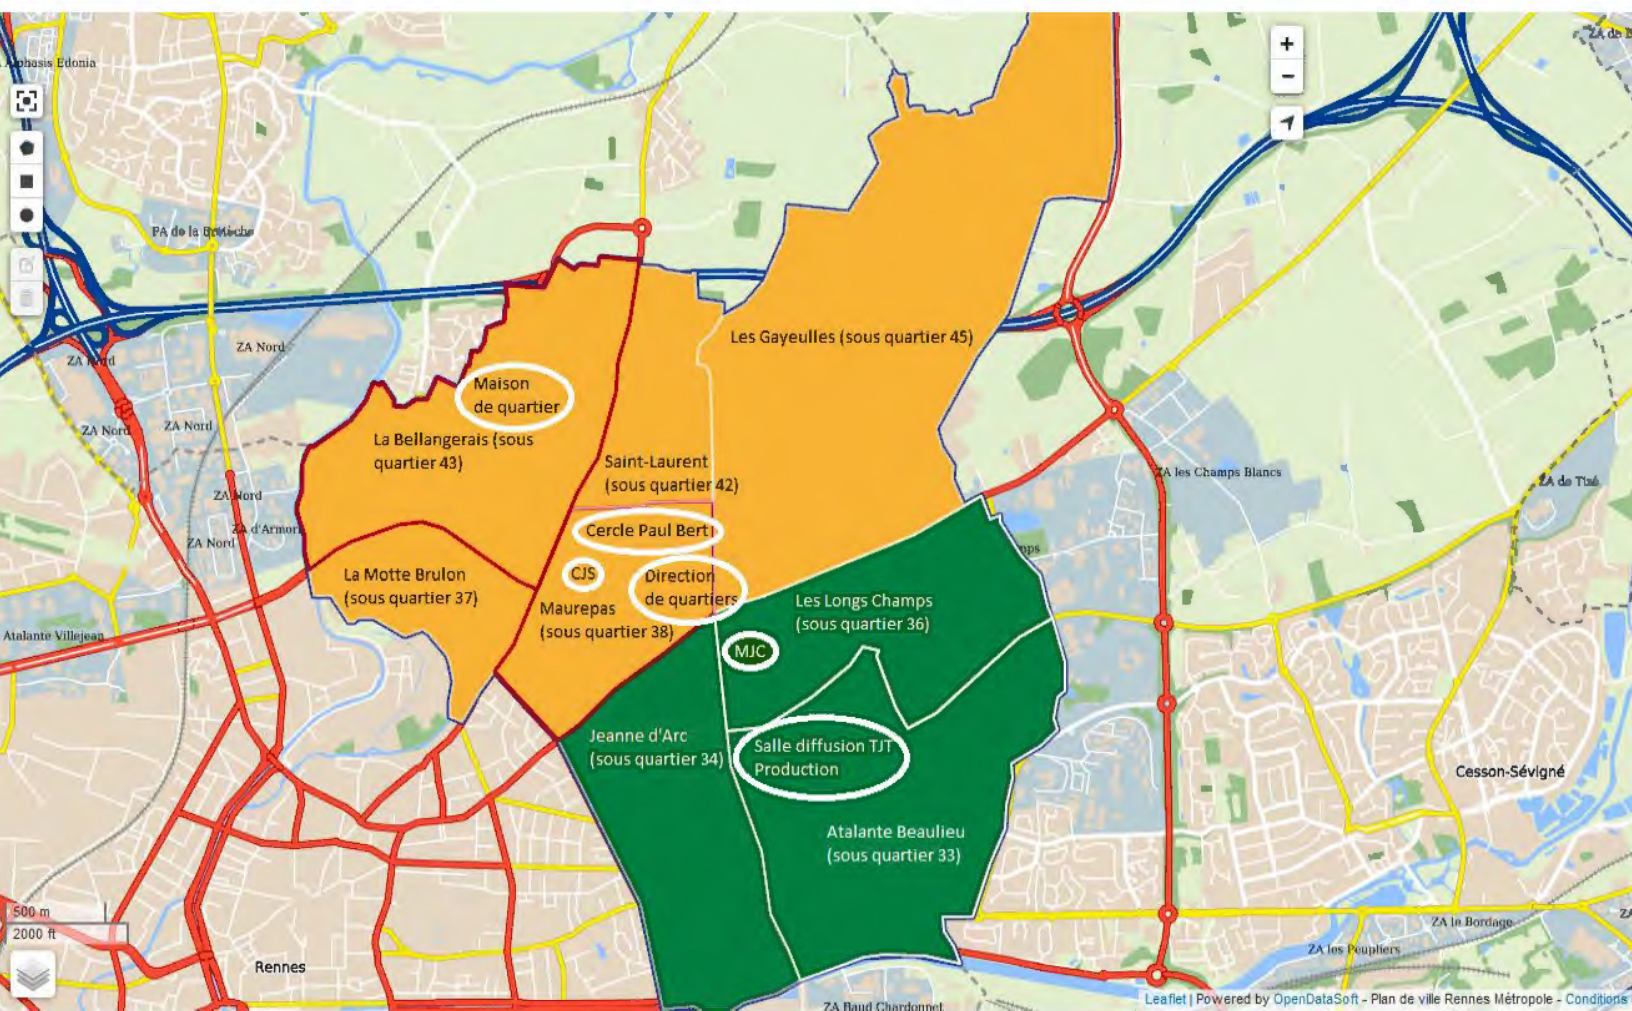 Alphasis Edonia
ZA de
+
−
PA de la Bretèche
ZA Nord
ZA Nord
Les Gayeulles (sous quartier 45)
Maison
de quartier
ZA Nord
ZA Nord
La Bellangerais (sous
quartier 43)
Saint-Laurent
(sous quartier 42)
ZA les Champs Blancs
ZA de Tizé
ZA Nord
ZA d'Armor
ZA Nord
Cercle Paul Bert
La Motte Brulon
(sous quartier 37)
CJS
Direction
de quartiers
Maurepas
(sous quartier 38)
Les Longs Champs
(sous quartier 36)
Atalante Villejean
MJC
Jeanne d'Arc
(sous quartier 34)
Salle diffusion TJT
Production
Cesson-Sévigné
Atalante Beaulieu
(sous quartier 33)
500 m
2000 ft
ZA le Bordage
ZA
ZA les Peupliers
Rennes
ZA Baud Chardonnet
Leaflet | Powered by OpenDataSoft - Plan de ville Rennes Métropole - Conditions